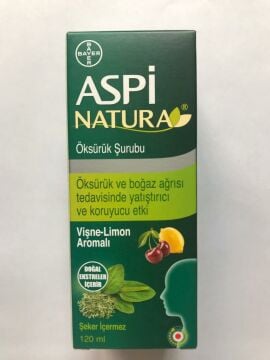 BAYER
ASPİ
NATURA®
Öksürük Şurubu
Öksürük ve boğaz ağrısı
tedavisinde yatıştırıcı
ve koruyucu etki
Vişne-Limon
Aromalı
DOĞAL
EKSTRELER
İÇERİR
Şeker İçermez
120 ml